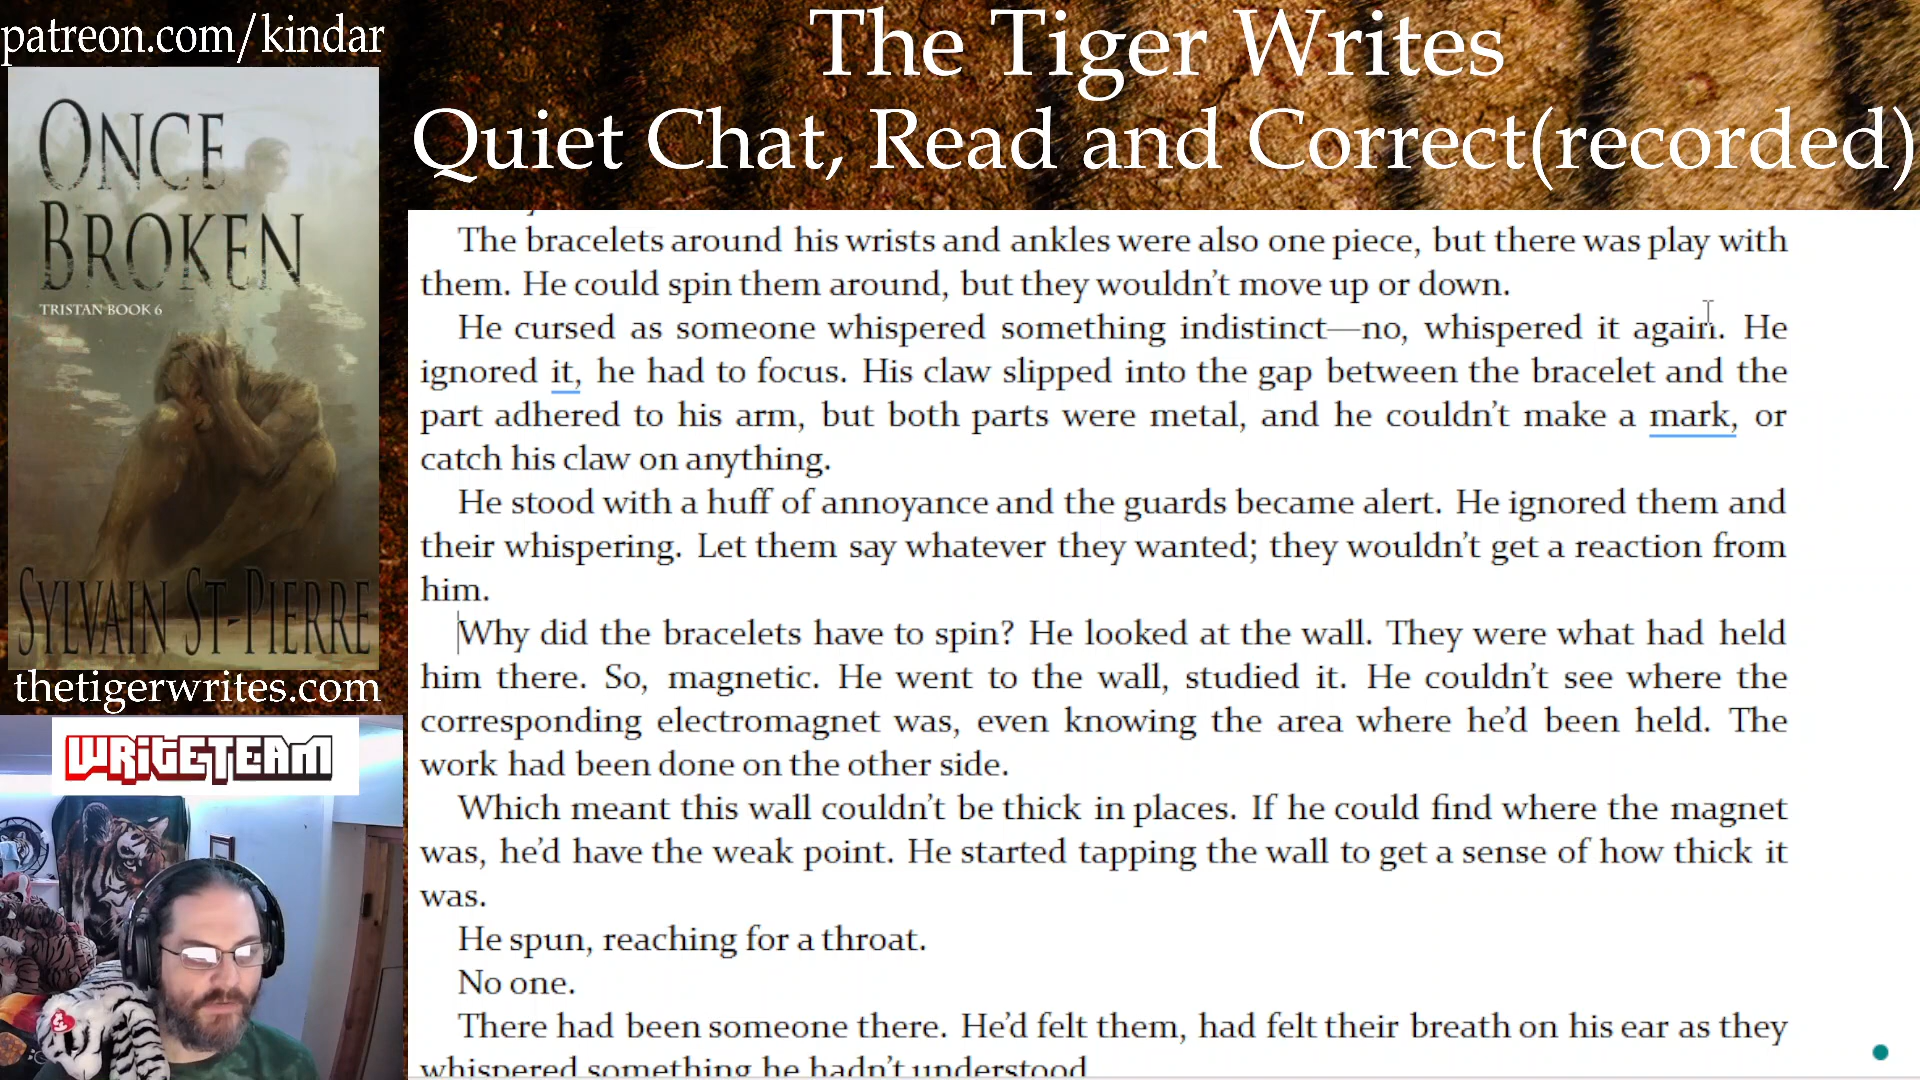 patreon.com/kindar
ONCE
BROKEN
TRISTAN BOOK 6
SYLVAIN ST-PIERRE
thetigerwrites.com
WRITETEAM
The Tiger Writes
Quiet Chat, Read and Correct(recorded)
The bracelets around his wrists and ankles were also one piece, but there was play with
them. He could spin them around, but they wouldn’t move up or down.
He cursed as someone whispered something indistinct—no, whispered it again. He
ignored it, he had to focus. His claw slipped into the gap between the bracelet and the
part adhered to his arm, but both parts were metal, and he couldn’t make a mark, or
catch his claw on anything.
He stood with a huff of annoyance and the guards became alert. He ignored them and
their whispering. Let them say whatever they wanted; they wouldn’t get a reaction from
him.
Why did the bracelets have to spin? He looked at the wall. They were what had held
him there. So, magnetic. He went to the wall, studied it. He couldn’t see where the
corresponding electromagnet was, even knowing the area where he’d been held. The
work had been done on the other side.
Which meant this wall couldn’t be thick in places. If he could find where the magnet
was, he’d have the weak point. He started tapping the wall to get a sense of how thick it
was.
He spun, reaching for a throat.
No one.
There had been someone there. He’d felt them, had felt their breath on his ear as they
whispered something he hadn’t understood